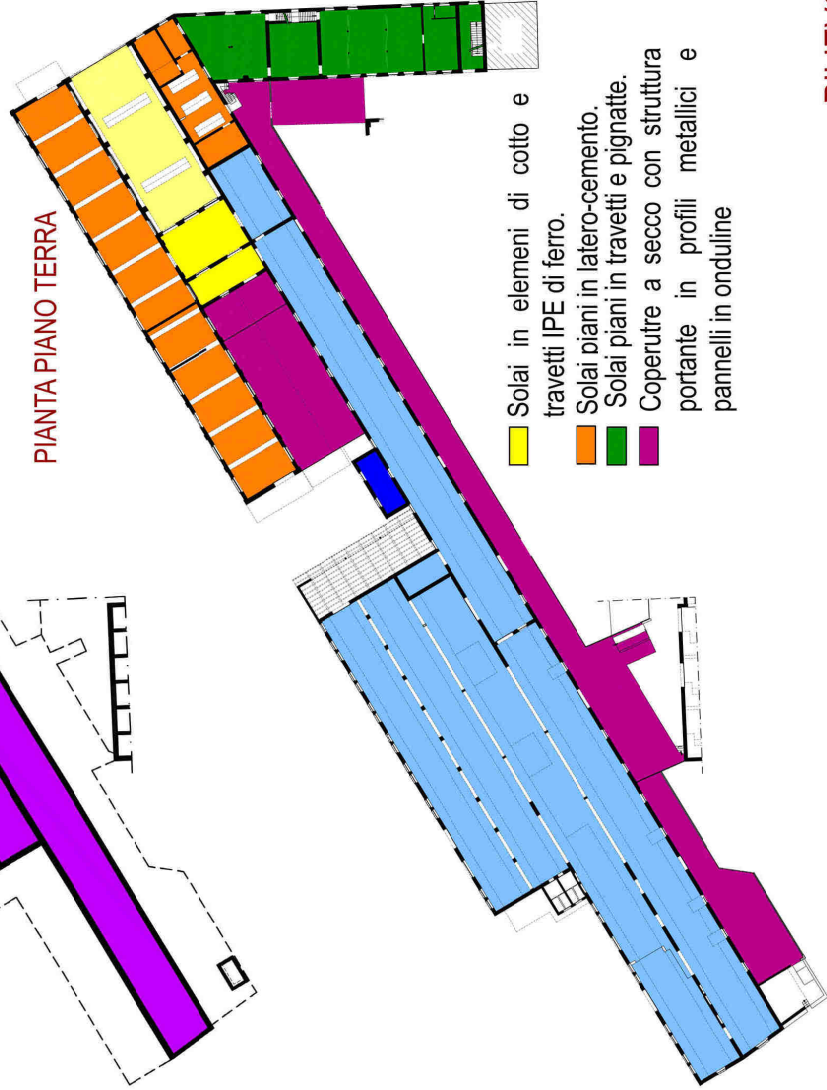 PIANTA PIANO TERRA
Solai in elemeni di cotto e
travetti IPE di ferro.
Solai piani in latero-cemento.
Solai piani in travetti e pignatte.
Coperutre a secco con struttura
portante in profili metallici e
pannelli in onduline